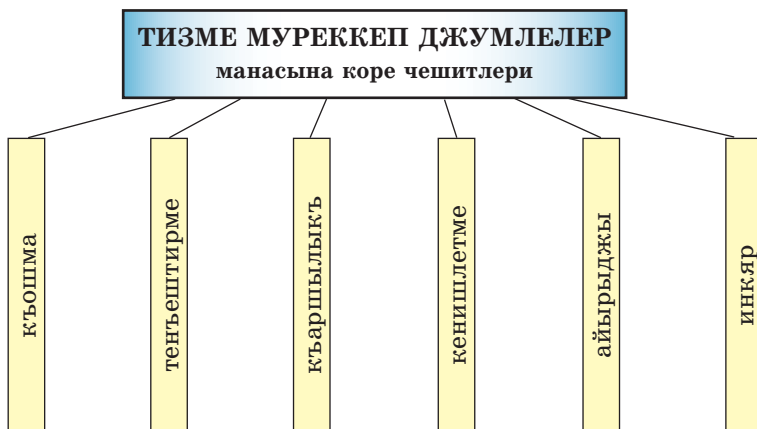 ТИЗМЕ МУРЕККЕП ДЖУМЛЕЛЕР
манасына коре чешитлери
къошма
тенъештирме
къаршылыкъ
кенишлетме
айырыджы
инкяр